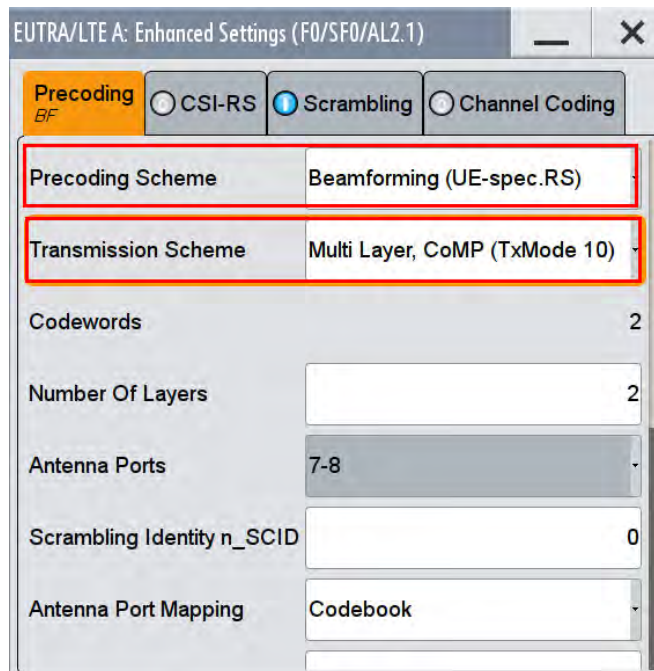 EUTRA/LTE A: Enhanced Settings (F0/SF0/AL2.1)
Precoding
BF
CSI-RS
Scrambling
Channel Coding
Precoding Scheme Beamforming (UE-spec.RS)
Transmission Scheme Multi Layer, CoMP (TxMode 10)
Codewords 2
Number Of Layers 2
Antenna Ports 7-8
Scrambling Identity n_SCID 0
Antenna Port Mapping Codebook